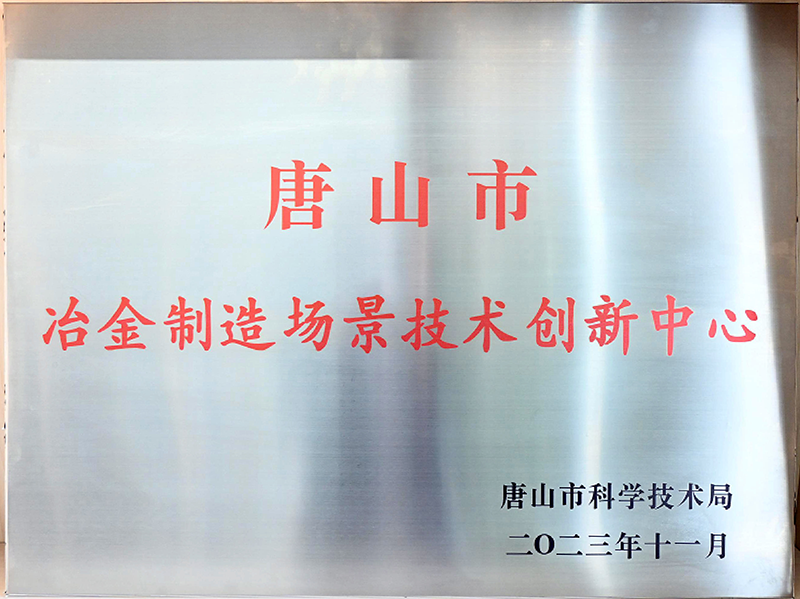 唐山市
冶金制造场景技术创新中心
唐山市科学技术局
二〇二三年十一月